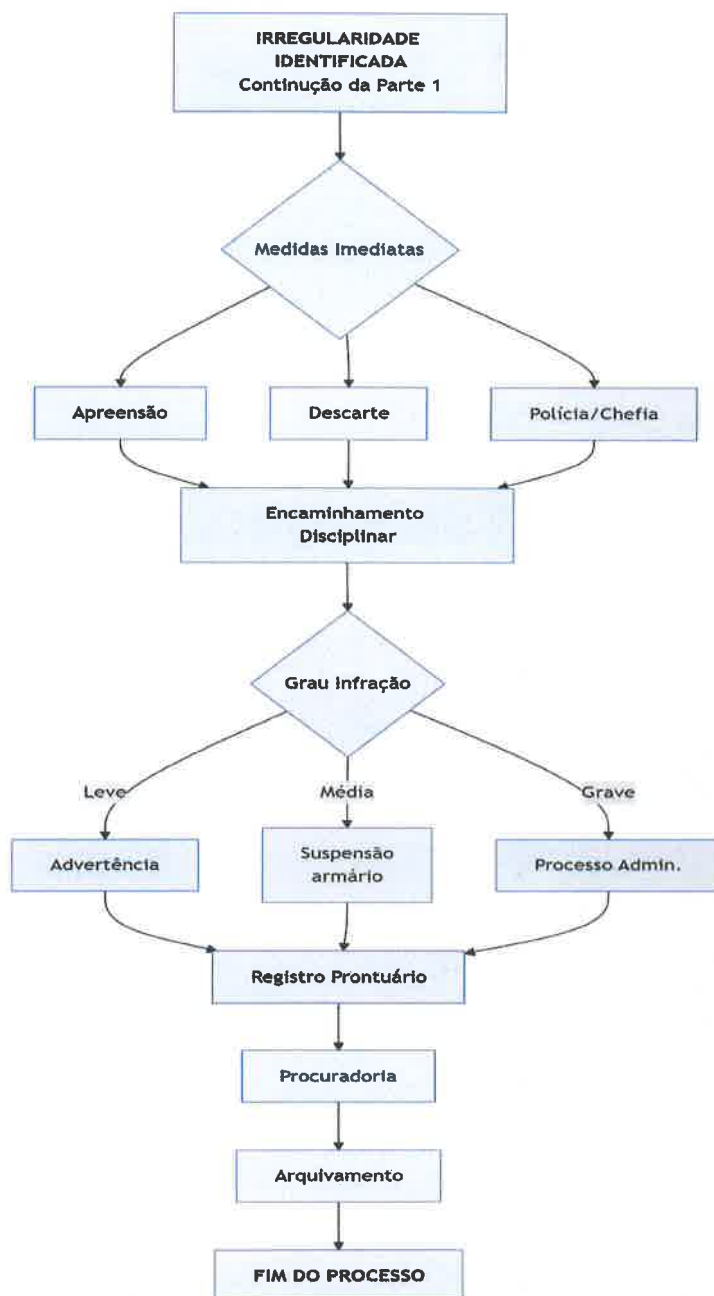 IRREGULARIDADE
IDENTIFICADA
Continução da Parte 1
Medidas Imediatas
Apreensão
Descarte
Polícia/Chefia
Encaminhamento
Disciplinar
Grau Infração
Leve
Média
Grave
Advertência
Suspensão
armário
Processo Admin.
Registro Prontuário
Procuradoria
Arquivamento
FIM DO PROCESSO